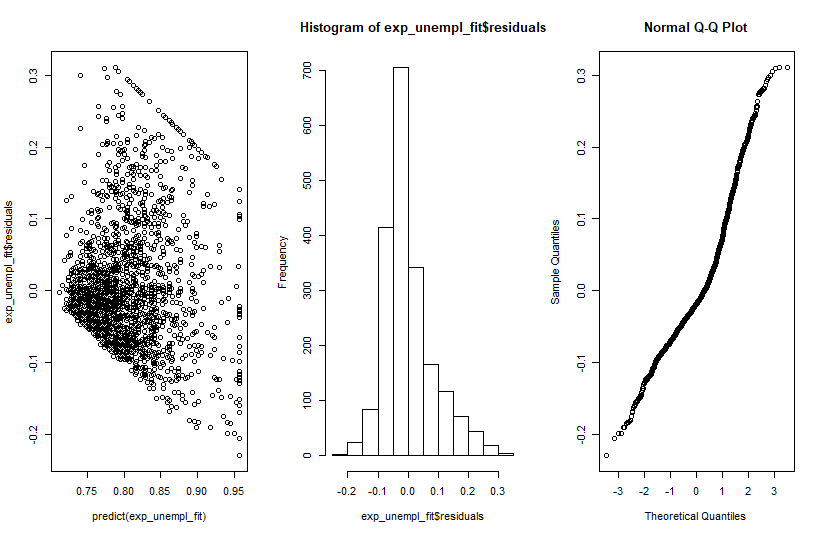 exp_unempl_fit$residuals
0.3
0.2
0.1
0.0
-0.1
-0.2
0.75 0.80 0.85 0.90 0.95
predict(exp_unempl_fit)
Histogram of exp_unempl_fit$residuals
Frequency
700
600
500
400
300
200
100
0
-0.2 -0.1 0.0 0.1 0.2 0.3
exp_unempl_fit$residuals
Normal Q-Q Plot
Sample Quantiles
0.3
0.2
0.1
0.0
-0.1
-0.2
-3 -2 -1 0 1 2 3
Theoretical Quantiles